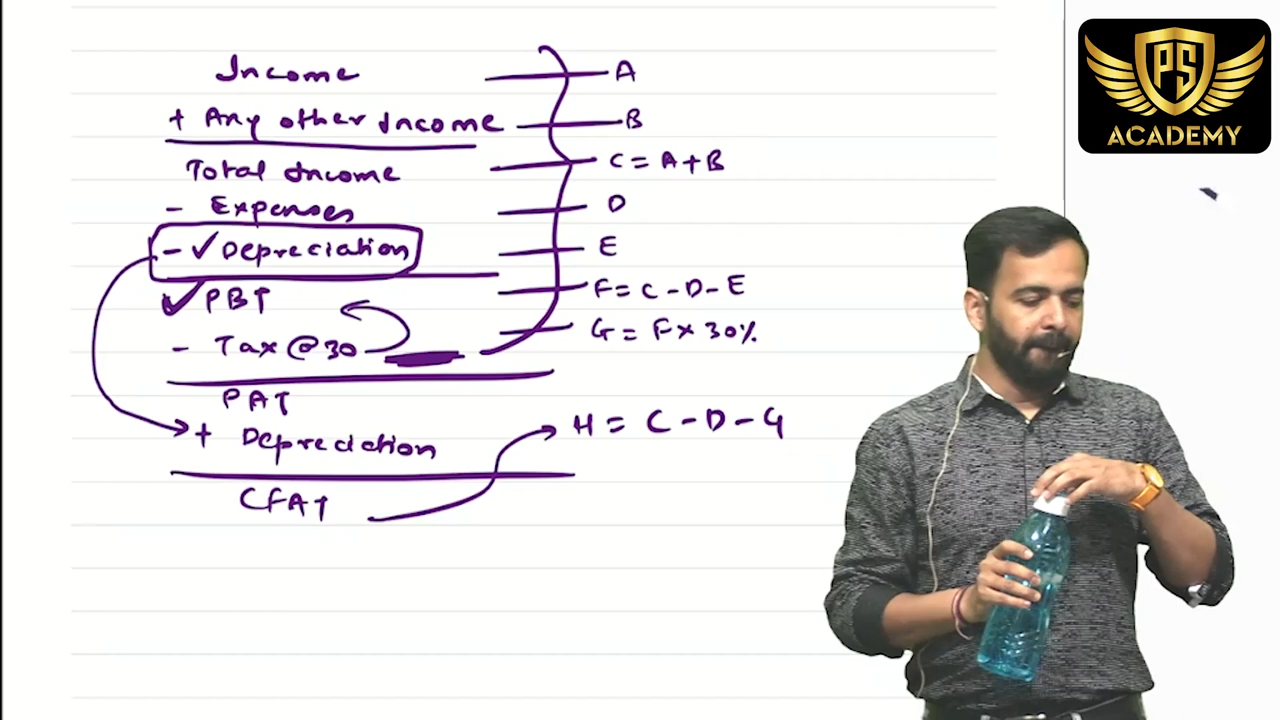 Income A
+ Any other Income B
Total Income C = A + B
- Expenses D
- ✓ Depreciation E
✓ PBT F = C - D - E
- Tax @ 30 G = F × 30%
PAT
+ Depreciation H = C - D - G
CFAT
PS
ACADEMY